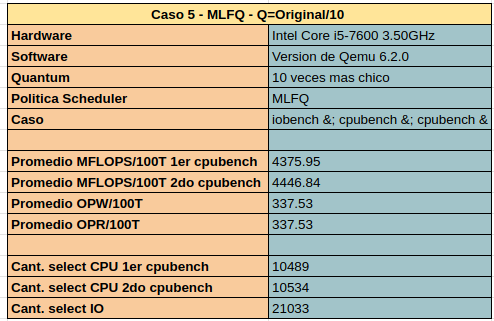 Caso 5 - MLFQ - Q=Original/10
Hardware Intel Core i5-7600 3.50GHz
Software Version de Qemu 6.2.0
Quantum 10 veces mas chico
Politica Scheduler MLFQ
Caso iobench &; cpubench &; cpubench &
Promedio MFLOPS/100T 1er cpubench 4375.95
Promedio MFLOPS/100T 2do cpubench 4446.84
Promedio OPW/100T 337.53
Promedio OPR/100T 337.53
Cant. select CPU 1er cpubench 10489
Cant. select CPU 2do cpubench 10534
Cant. select IO 21033